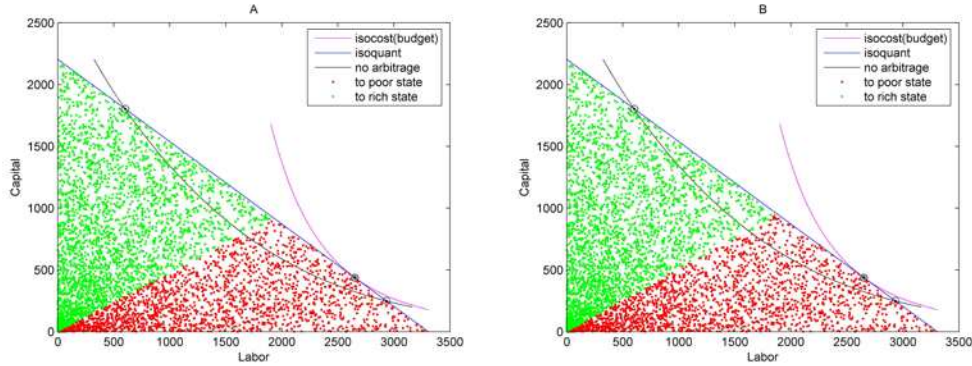 A
2500
2000
1500
1000
500
0
Capital
0 500 1000 1500 2000 2500 3000 3500
Labor
isocost(budget)
isoquant
no arbitrage
to poor state
to rich state
B
2500
2000
1500
1000
500
0
Capital
0 500 1000 1500 2000 2500 3000 3500
Labor
isocost(budget)
isoquant
no arbitrage
to poor state
to rich state